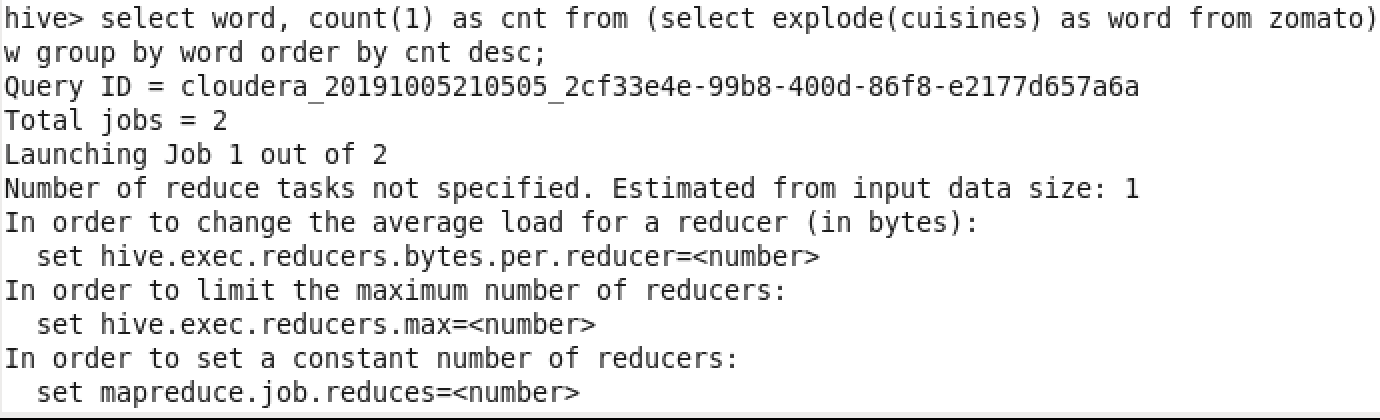 hive> select word, count(1) as cnt from (select explode(cuisines) as word from zomato)
w group by word order by cnt desc;
Query ID = cloudera_20191005210505_2cf33e4e-99b8-400d-86f8-e2177d657a6a
Total jobs = 2
Launching Job 1 out of 2
Number of reduce tasks not specified. Estimated from input data size: 1
In order to change the average load for a reducer (in bytes):
  set hive.exec.reducers.bytes.per.reducer=<number>
In order to limit the maximum number of reducers:
  set hive.exec.reducers.max=<number>
In order to set a constant number of reducers:
  set mapreduce.job.reduces=<number>